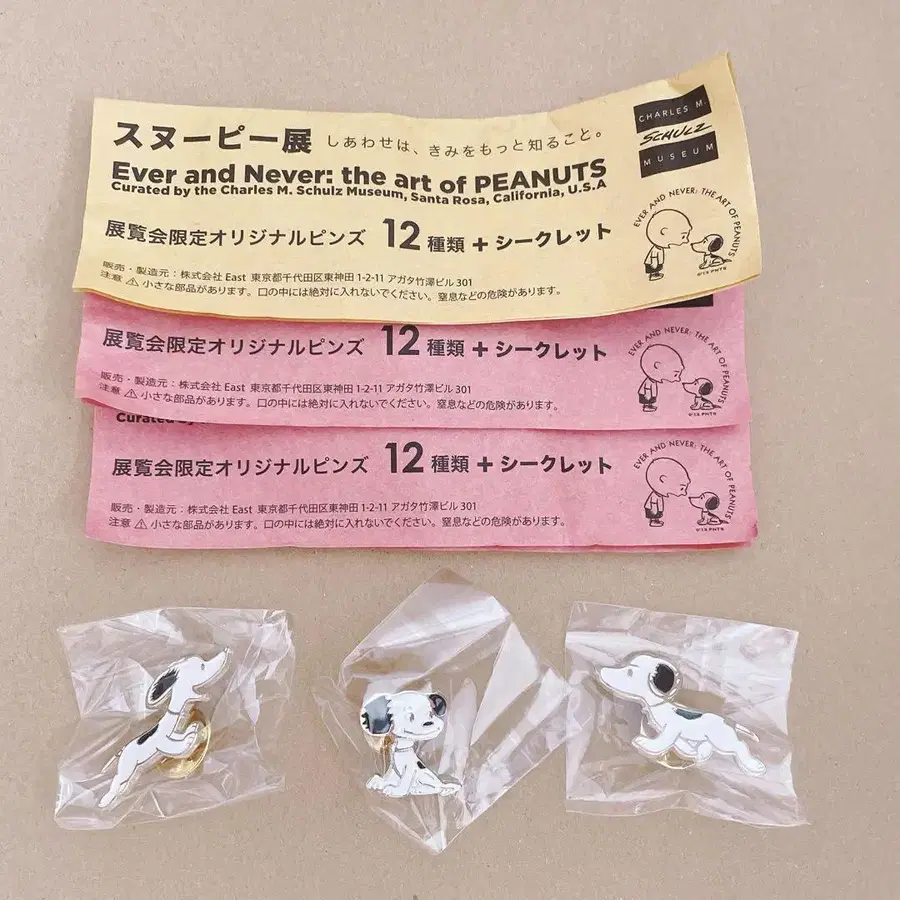 スヌーピー展 しあわせは、きみをもっと知ること。
Ever and Never: the art of PEANUTS
Curated by the Charles M. Schulz Museum, Santa Rosa, California, U.S.A
展覧会限定オリジナルピンズ 12種類 + シークレット
販売・製造元：株式会社 East 東京都千代田区東神田 1-2-11 アガタ竹澤ビル 301
注意 ⚠ 小さな部品があります。口の中には絶対に入れないでください。窒息などの危険があります。
CHARLES M.
SCHULZ
MUSEUM
EVER AND NEVER: THE ART OF PEANUTS
展覧会限定オリジナルピンズ 12種類 + シークレット
販売・製造元：株式会社 East 東京都千代田区東神田 1-2-11 アガタ竹澤ビル 301
注意 ⚠ 小さな部品があります。口の中には絶対に入れないでください。窒息などの危険があります。
EVER AND NEVER: THE ART OF PEANUTS
Curated by
展覧会限定オリジナルピンズ 12種類 + シークレット
販売・製造元：株式会社 East 東京都千代田区東神田 1-2-11 アガタ竹澤ビル 301
注意 ⚠ 小さな部品があります。口の中には絶対に入れないでください。窒息などの危険があります。
EVER AND NEVER: THE ART OF PEANUTS